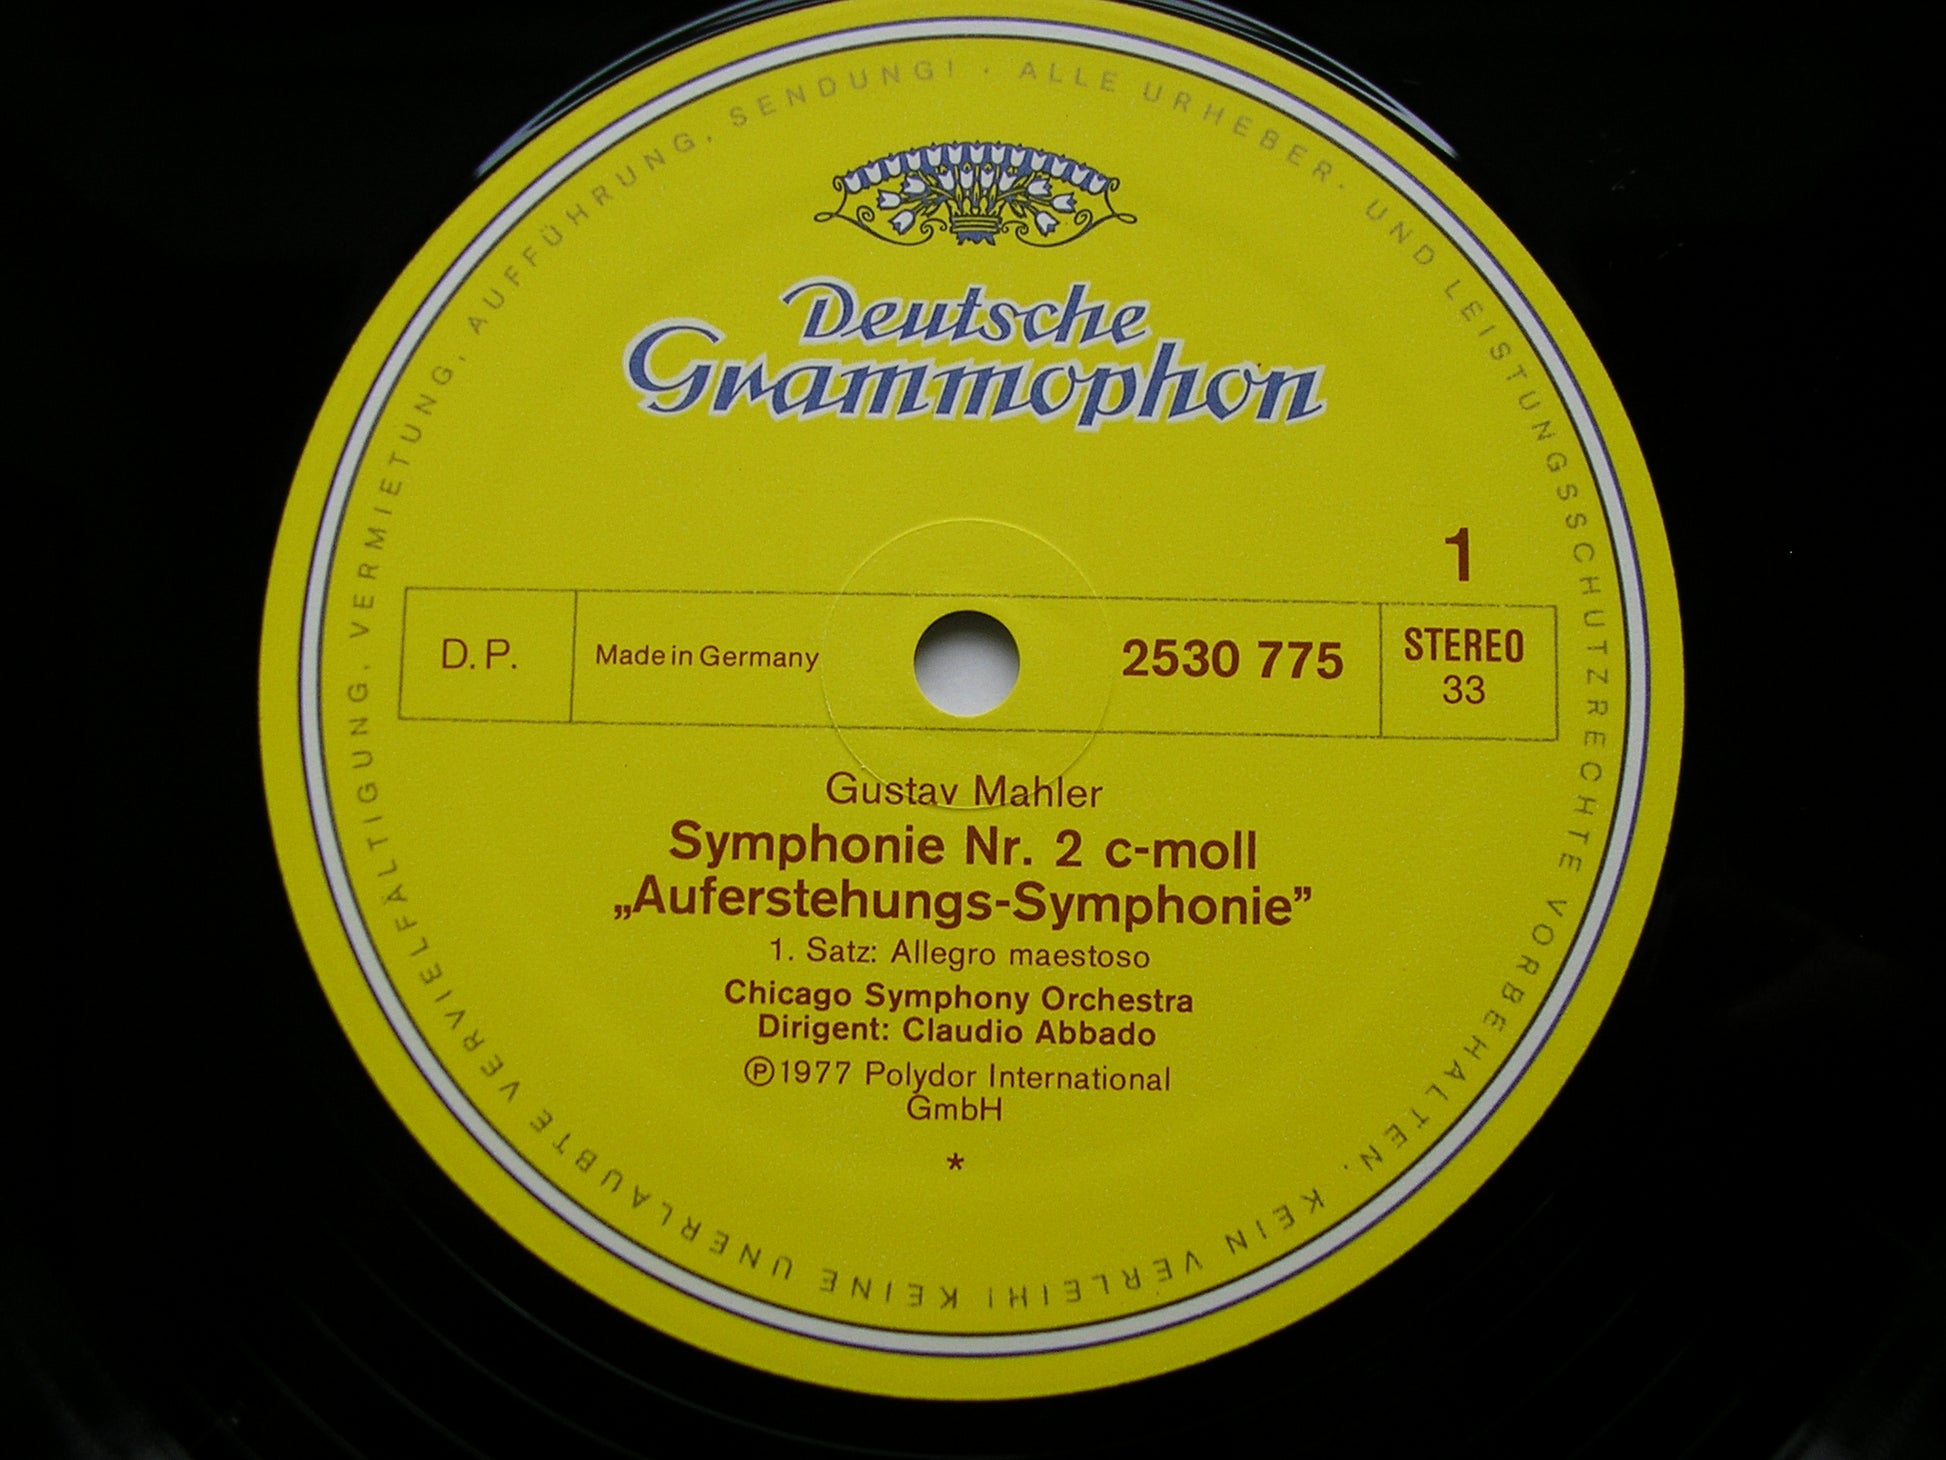 Deutsche
Grammophon
1
D. P.
Made in Germany
2530 775
STEREO
33
Gustav Mahler
Symphonie Nr. 2 c-moll
„Auferstehungs-Symphonie”
1. Satz: Allegro maestoso
Chicago Symphony Orchestra
Dirigent: Claudio Abbado
Ⓟ 1977 Polydor International
GmbH
*
ALLE URHEBER- UND LEISTUNGSSCHUTZRECHTE VORBEHALTEN. KEIN VERLEIH! KEINE UNERLAUBTE VERVIELFÄLTIGUNG, VERMIETUNG, AUFFÜHRUNG, SENDUNG! ·